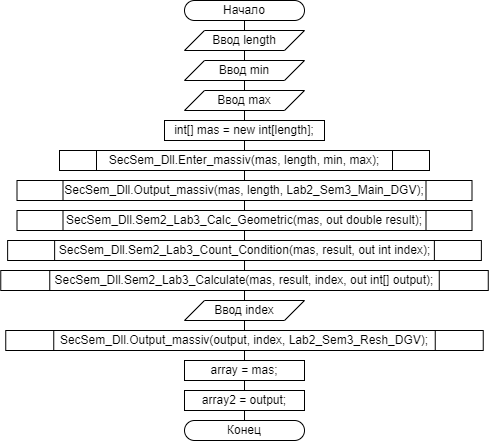 Начало
Ввод length
Ввод min
Ввод max
int[] mas = new int[length];
SecSem_Dll.Enter_massiv(mas, length, min, max);
SecSem_Dll.Output_massiv(mas, length, Lab2_Sem3_Main_DGV);
SecSem_Dll.Sem2_Lab3_Calc_Geometric(mas, out double result);
SecSem_Dll.Sem2_Lab3_Count_Condition(mas, result, out int index);
SecSem_Dll.Sem2_Lab3_Calculate(mas, result, index, out int[] output);
Ввод index
SecSem_Dll.Output_massiv(output, index, Lab2_Sem3_Resh_DGV);
array = mas;
array2 = output;
Конец